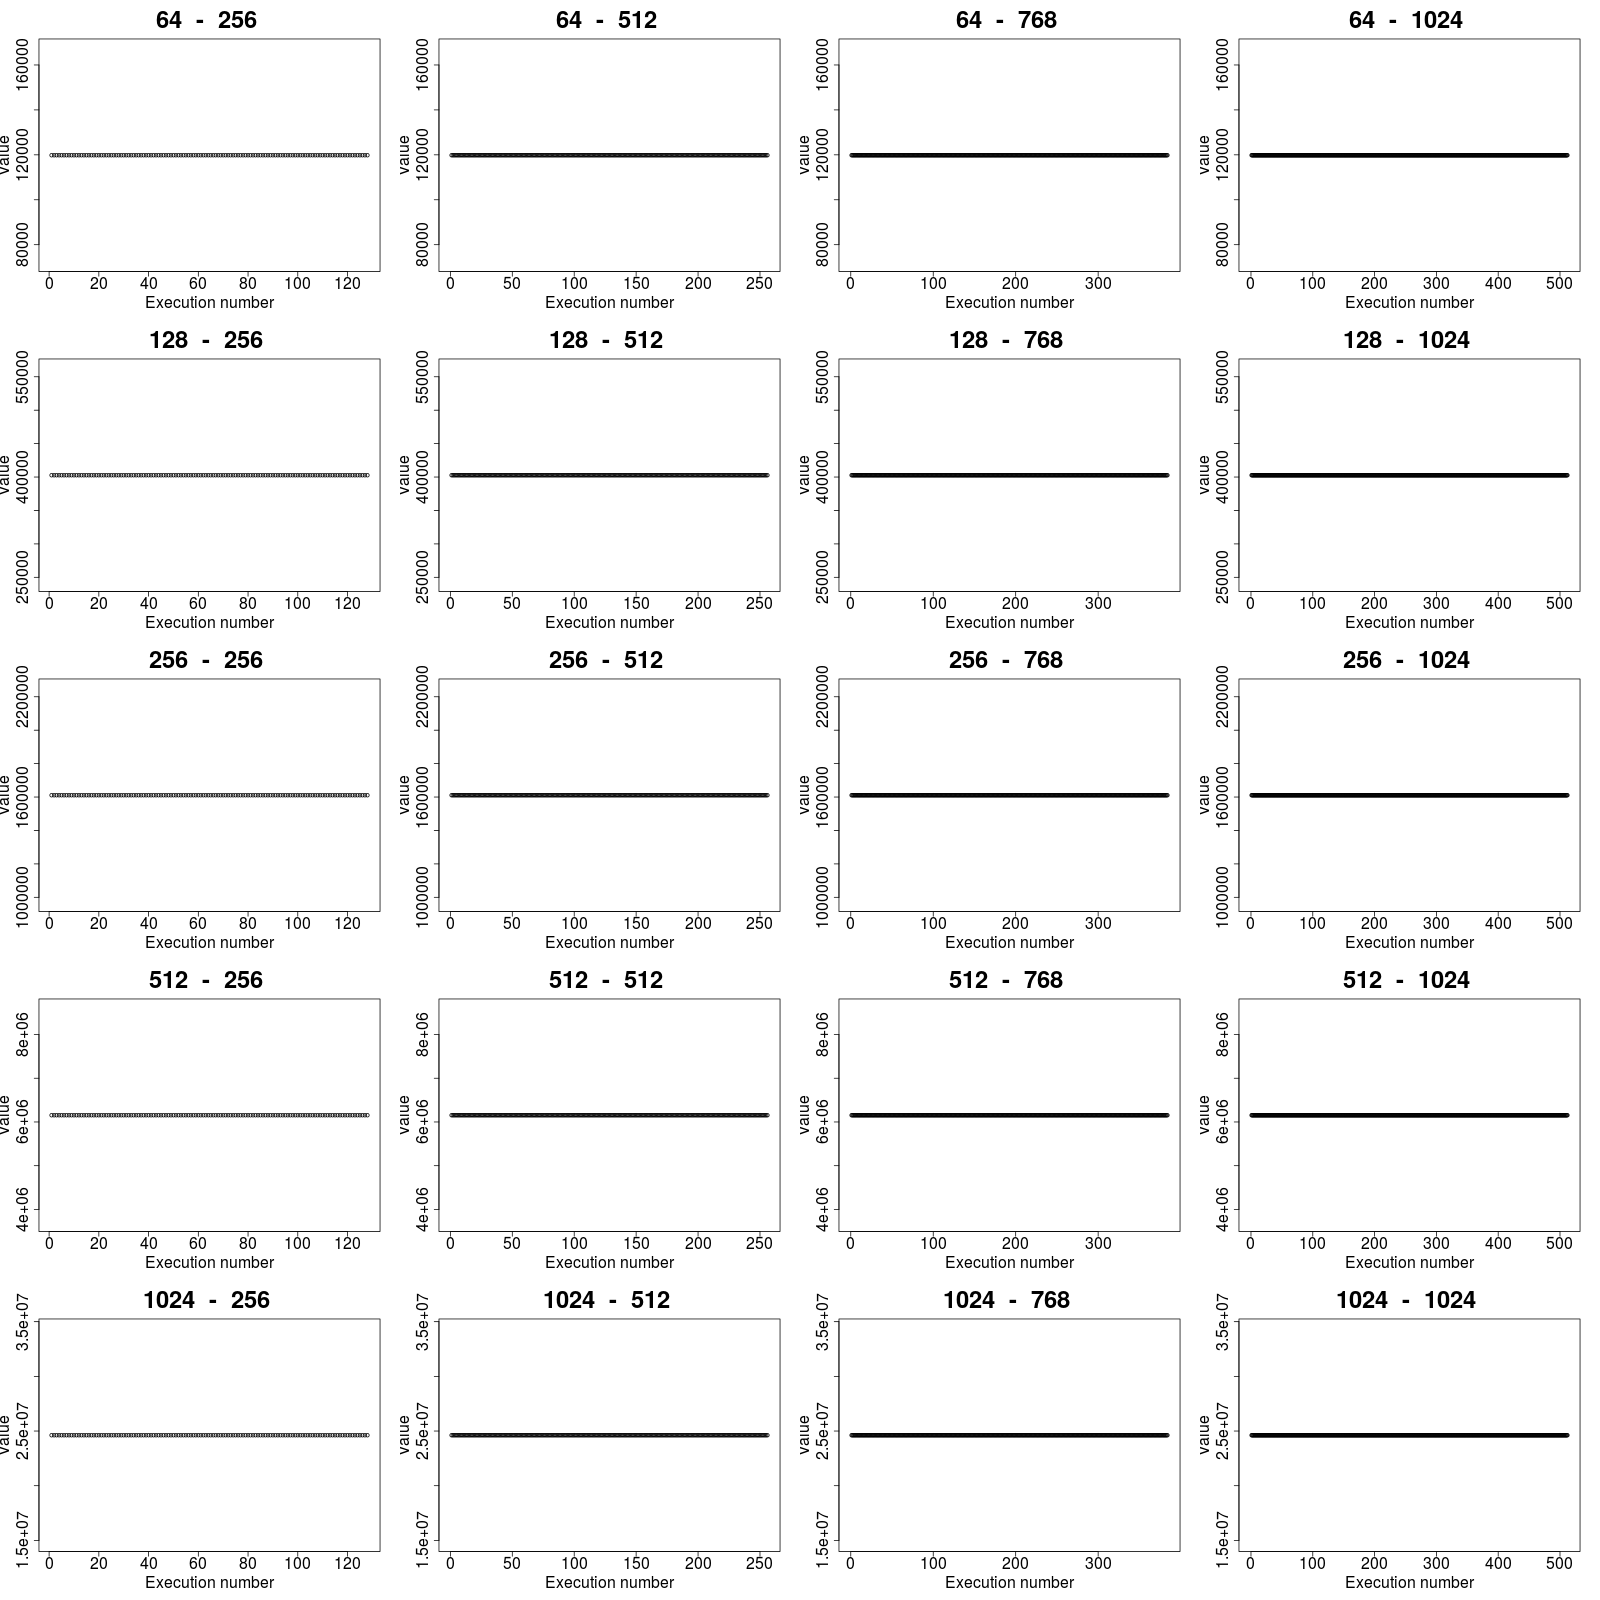 64 - 256
160000
120000
80000
value
0 20 40 60 80 100 120
Execution number
64 - 512
160000
120000
80000
value
0 50 100 150 200 250
Execution number
64 - 768
160000
120000
80000
value
0 100 200 300
Execution number
64 - 1024
160000
120000
80000
value
0 100 200 300 400 500
Execution number
128 - 256
550000
400000
250000
value
0 20 40 60 80 100 120
Execution number
128 - 512
550000
400000
250000
value
0 50 100 150 200 250
Execution number
128 - 768
550000
400000
250000
value
0 100 200 300
Execution number
128 - 1024
550000
400000
250000
value
0 100 200 300 400 500
Execution number
256 - 256
2200000
1600000
1000000
value
0 20 40 60 80 100 120
Execution number
256 - 512
2200000
1600000
1000000
value
0 50 100 150 200 250
Execution number
256 - 768
2200000
1600000
1000000
value
0 100 200 300
Execution number
256 - 1024
2200000
1600000
1000000
value
0 100 200 300 400 500
Execution number
512 - 256
8e+06
6e+06
4e+06
value
0 20 40 60 80 100 120
Execution number
512 - 512
8e+06
6e+06
4e+06
value
0 50 100 150 200 250
Execution number
512 - 768
8e+06
6e+06
4e+06
value
0 100 200 300
Execution number
512 - 1024
8e+06
6e+06
4e+06
value
0 100 200 300 400 500
Execution number
1024 - 256
3.5e+07
2.5e+07
1.5e+07
value
0 20 40 60 80 100 120
Execution number
1024 - 512
3.5e+07
2.5e+07
1.5e+07
value
0 50 100 150 200 250
Execution number
1024 - 768
3.5e+07
2.5e+07
1.5e+07
value
0 100 200 300
Execution number
1024 - 1024
3.5e+07
2.5e+07
1.5e+07
value
0 100 200 300 400 500
Execution number